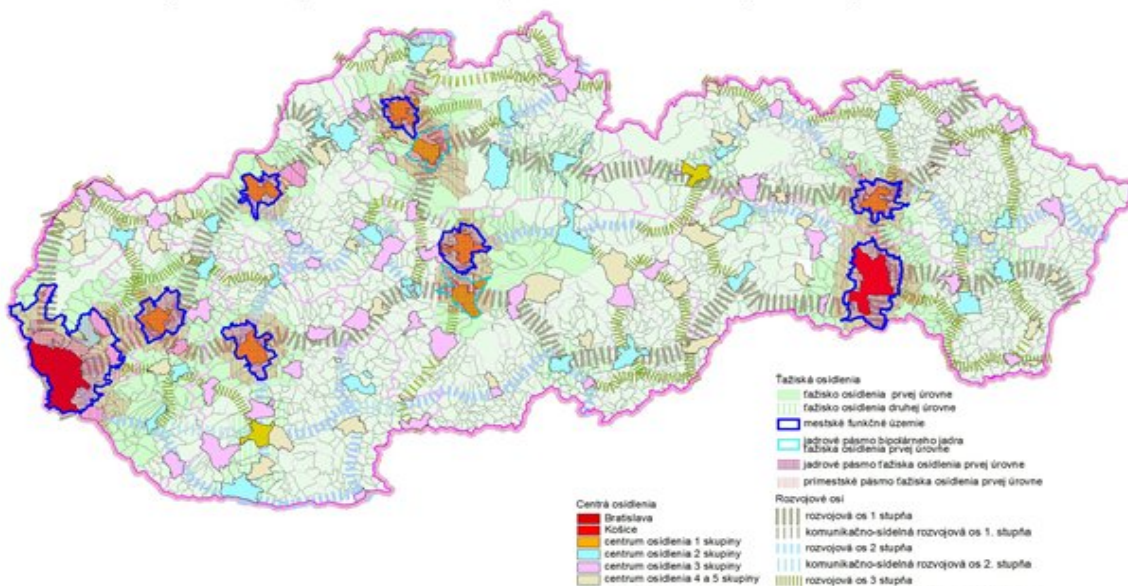 Ťažiská osídlenia
ťažisko osídlenia prvej úrovne
ťažisko osídlenia druhej úrovne
mestské funkčné územie
jadrové pásmo bipolárneho jadra
ťažiska osídlenia prvej úrovne
jadrové pásmo ťažiska osídlenia prvej úrovne
prímestské pásmo ťažiska osídlenia prvej úrovne
Centrá osídlenia
Bratislava
Košice
centrum osídlenia 1 skupiny
centrum osídlenia 2 skupiny
centrum osídlenia 3 skupiny
centrum osídlenia 4 a 5 skupiny
Rozvojové osi
rozvojová os 1 stupňa
komunikačno-sídelná rozvojová os 1. stupňa
rozvojová os 2 stupňa
komunikačno-sídelná rozvojová os 2. stupňa
rozvojová os 3 stupňa